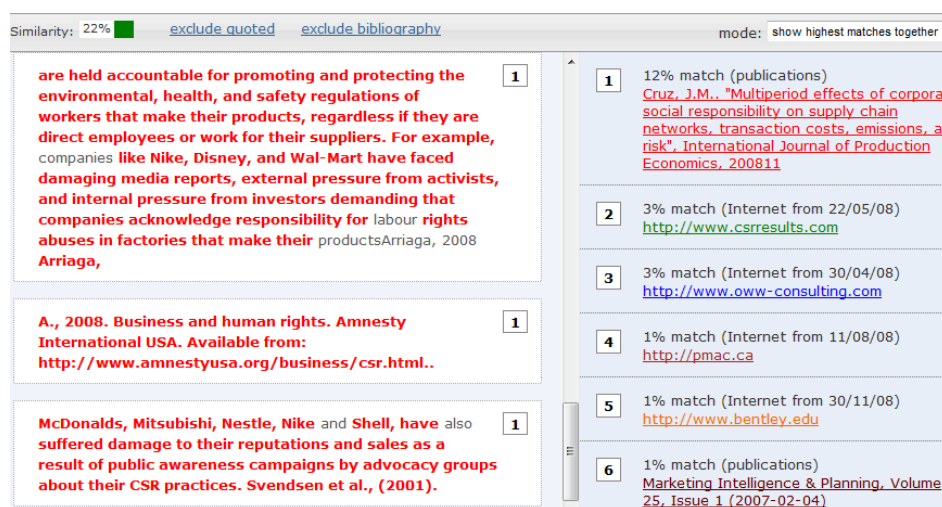 Similarity: 22% exclude quoted exclude bibliography mode: show highest matches together
are held accountable for promoting and protecting the 1
environmental, health, and safety regulations of
workers that make their products, regardless if they are
direct employees or work for their suppliers. For example,
companies like Nike, Disney, and Wal-Mart have faced
damaging media reports, external pressure from activists,
and internal pressure from investors demanding that
companies acknowledge responsibility for labour rights
abuses in factories that make their productsArriaga, 2008
Arriaga,
A., 2008. Business and human rights. Amnesty 1
International USA. Available from:
http://www.amnestyusa.org/business/csr.html..
McDonalds, Mitsubishi, Nestle, Nike and Shell, have also 1
suffered damage to their reputations and sales as a
result of public awareness campaigns by advocacy groups
about their CSR practices. Svendsen et al., (2001).
1 12% match (publications)
Cruz, J.M.. "Multiperiod effects of corpora
social responsibility on supply chain
networks, transaction costs, emissions, a
risk", International Journal of Production
Economics, 200811
2 3% match (Internet from 22/05/08)
http://www.csrresults.com
3 3% match (Internet from 30/04/08)
http://www.oww-consulting.com
4 1% match (Internet from 11/08/08)
http://pmac.ca
5 1% match (Internet from 30/11/08)
http://www.bentley.edu
6 1% match (publications)
Marketing Intelligence & Planning, Volume
25, Issue 1 (2007-02-04)